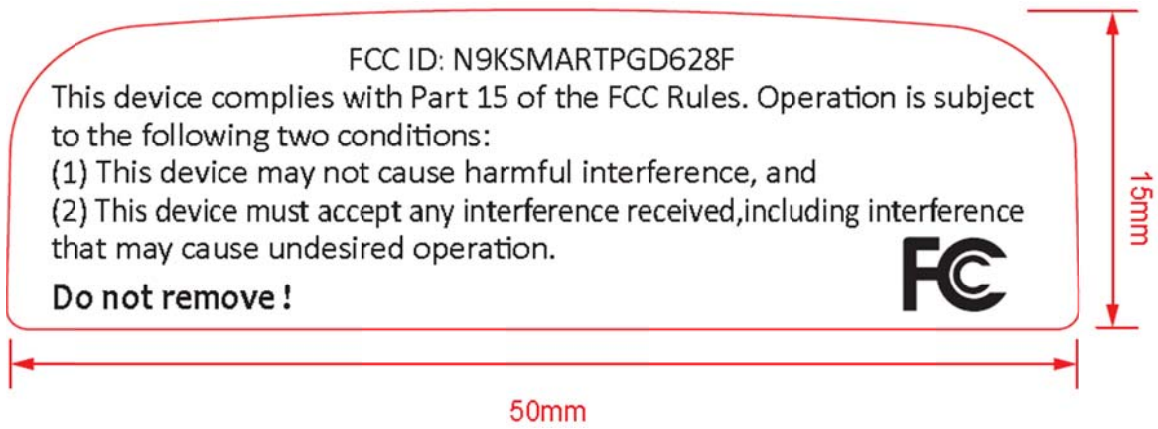 FCC ID: N9KSMARTPGD628F
This device complies with Part 15 of the FCC Rules. Operation is subject
to the following two conditions:
(1) This device may not cause harmful interference, and
(2) This device must accept any interference received,including interference
that may cause undesired operation.
Do not remove !
FCC
15mm
50mm